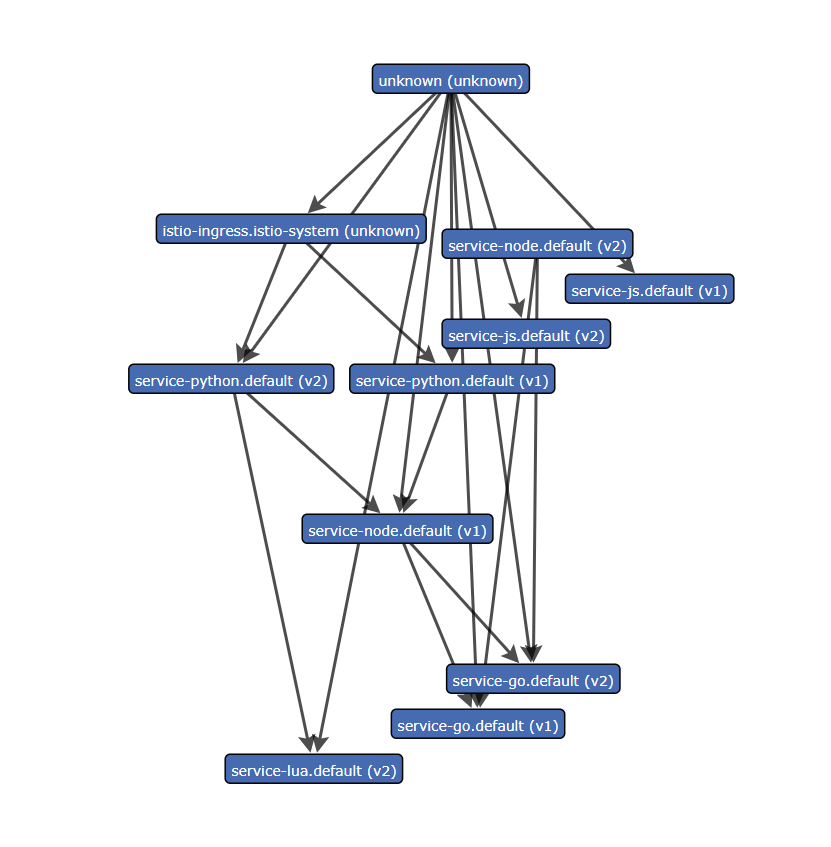 unknown (unknown)
istio-ingress.istio-system (unknown)
service-node.default (v2)
service-js.default (v1)
service-js.default (v2)
service-python.default (v2)
service-python.default (v1)
service-node.default (v1)
service-go.default (v2)
service-go.default (v1)
service-lua.default (v2)